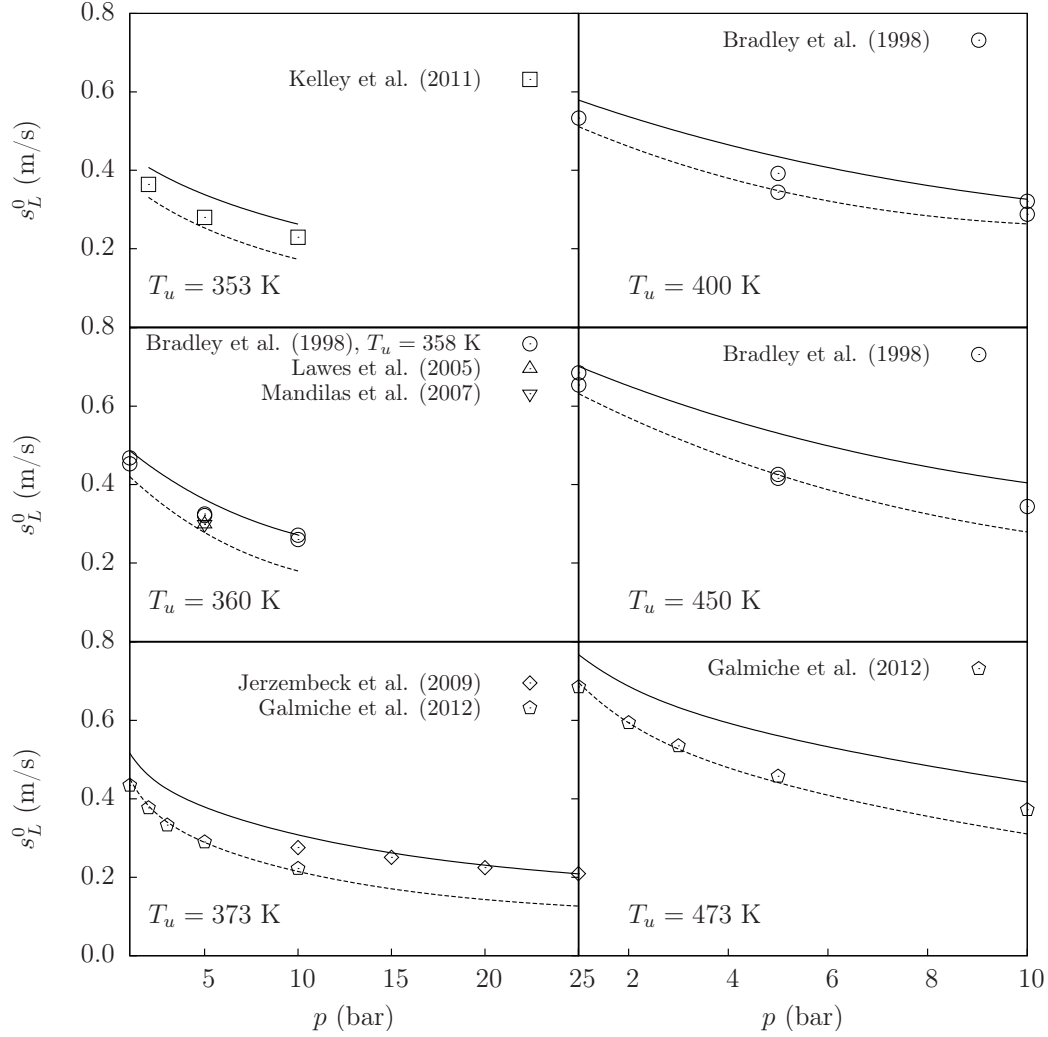 0.8
Kelley et al. (2011)
Bradley et al. (1998)
0.6
s_L^0 (m/s)
0.4
0.2
T_u = 353 K
T_u = 400 K
0.8
Bradley et al. (1998), T_u = 358 K
Lawes et al. (2005)
Mandilas et al. (2007)
Bradley et al. (1998)
0.6
s_L^0 (m/s)
0.4
0.2
T_u = 360 K
T_u = 450 K
0.8
Jerzembeck et al. (2009)
Galmiche et al. (2012)
Galmiche et al. (2012)
0.6
s_L^0 (m/s)
0.4
0.2
T_u = 373 K
T_u = 473 K
0.0
5 10 15 20 25 2 4 6 8 10
p (bar) p (bar)